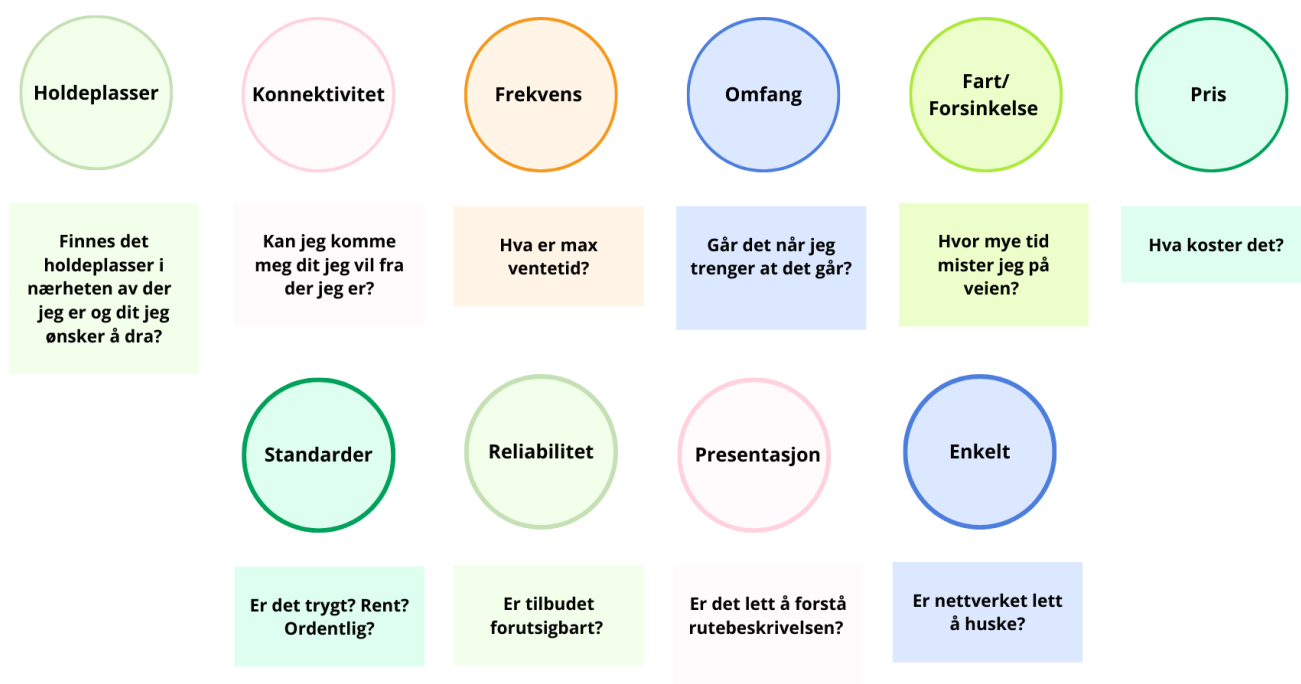 Holdeplasser
Konnektivitet
Frekvens
Omfang
Fart/
Forsinkelse
Pris
Finnes det
holdeplasser i
nærheten av der
jeg er og dit jeg
ønsker å dra?
Kan jeg komme
meg dit jeg vil fra
der jeg er?
Hva er max
ventetid?
Går det når jeg
trenger at det går?
Hvor mye tid
mister jeg på
veien?
Hva koster det?
Standarder
Reliabilitet
Presentasjon
Enkelt
Er det trygt? Rent?
Ordentlig?
Er tilbudet
forutsigbart?
Er det lett å forstå
rutebeskrivelsen?
Er nettverket lett
å huske?